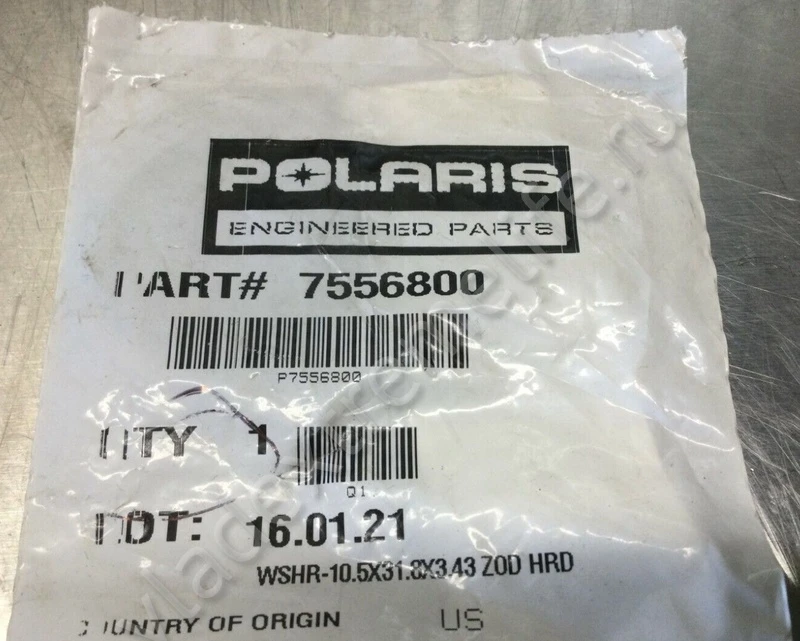 POLARIS
ENGINEERED PARTS
PART# 7556800
P7556800
QTY 1
Q1
16.01.21
WSHR-10.5X31.8X3.43 ZOD HRD
COUNTRY OF ORIGIN US